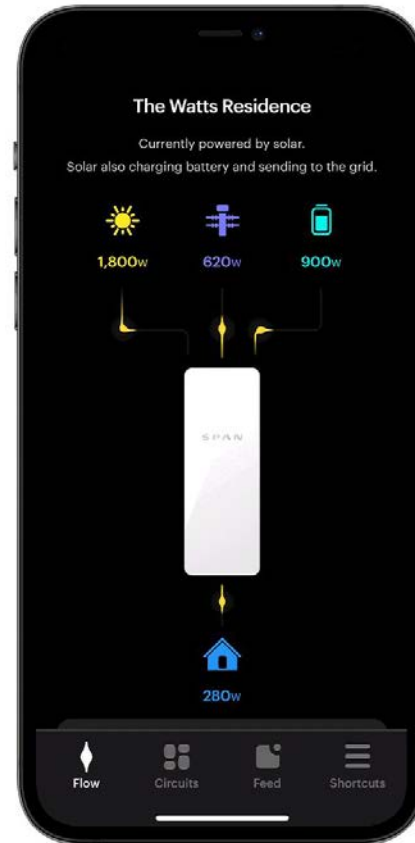 The Watts Residence
Currently powered by solar.
Solar also charging battery and sending to the grid.
1,800w 620w 900w
SPAN
280w
Flow Circuits Feed Shortcuts